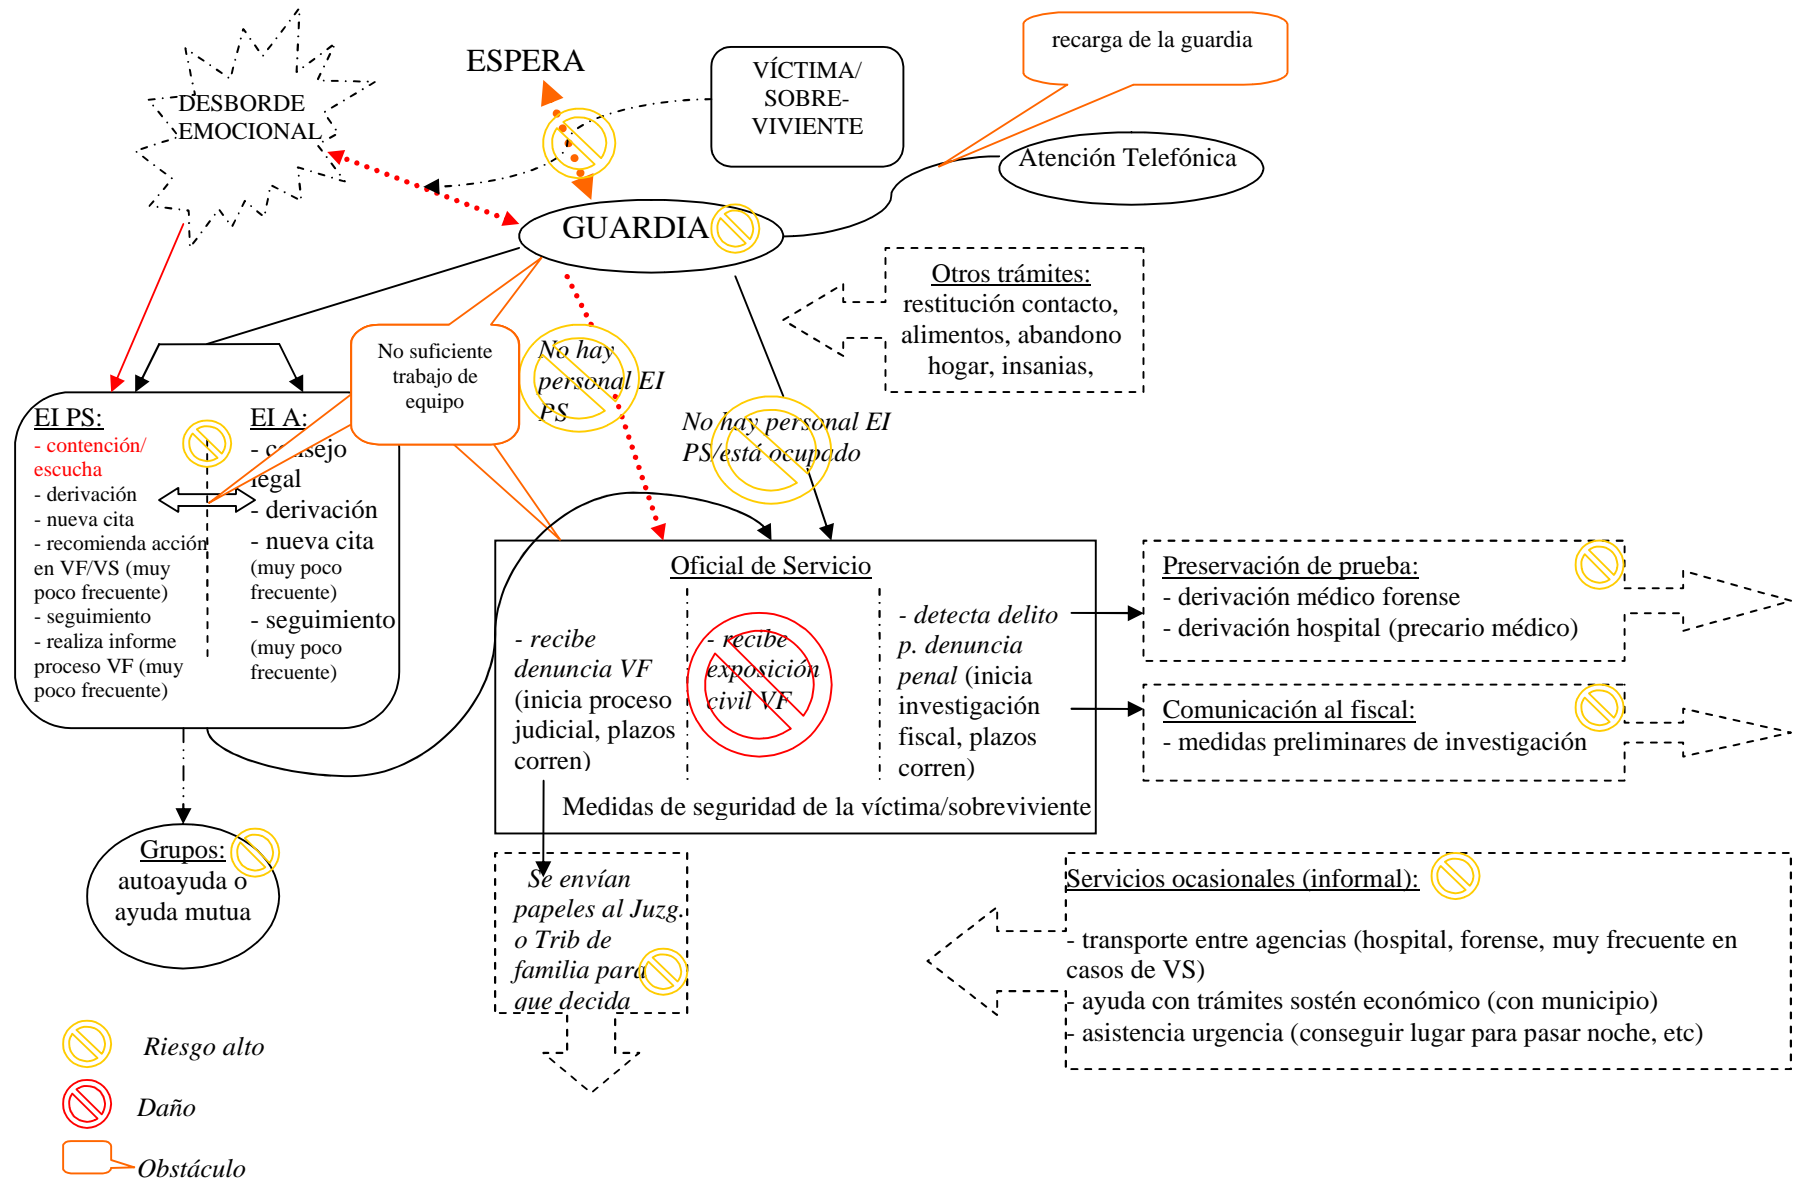 recarga de la guardia
ESPERA
VÍCTIMA/
SOBRE-
VIVIENTE
DESBORDE
EMOCIONAL
Atención Telefónica
GUARDIA
Otros trámites:
restitución contacto,
alimentos, abandono
hogar, insanias,
No suficiente
trabajo de
equipo
No hay
personal EI
PS
No hay personal EI
PS/está ocupado
EI PS:
- contención/
escucha
- derivación
- nueva cita
- recomienda acción
en VF/VS (muy
poco frecuente)
- seguimiento
- realiza informe
proceso VF (muy
poco frecuente)
EI A:
- consejo
legal
- derivación
- nueva cita
(muy poco
frecuente)
- seguimiento
(muy poco
frecuente)
Oficial de Servicio
- recibe
denuncia VF
(inicia proceso
judicial, plazos
corren)
- recibe
exposición
civil VF
- detecta delito
p. denuncia
penal (inicia
investigación
fiscal, plazos
corren)
Medidas de seguridad de la víctima/sobreviviente
Preservación de prueba:
- derivación médico forense
- derivación hospital (precario médico)
Comunicación al fiscal:
- medidas preliminares de investigación
Grupos:
autoayuda o
ayuda mutua
Se envían
papeles al Juzg.
o Trib de
familia para
que decida
Servicios ocasionales (informal):
- transporte entre agencias (hospital, forense, muy frecuente en
casos de VS)
- ayuda con trámites sostén económico (con municipio)
- asistencia urgencia (conseguir lugar para pasar noche, etc)
Riesgo alto
Daño
Obstáculo